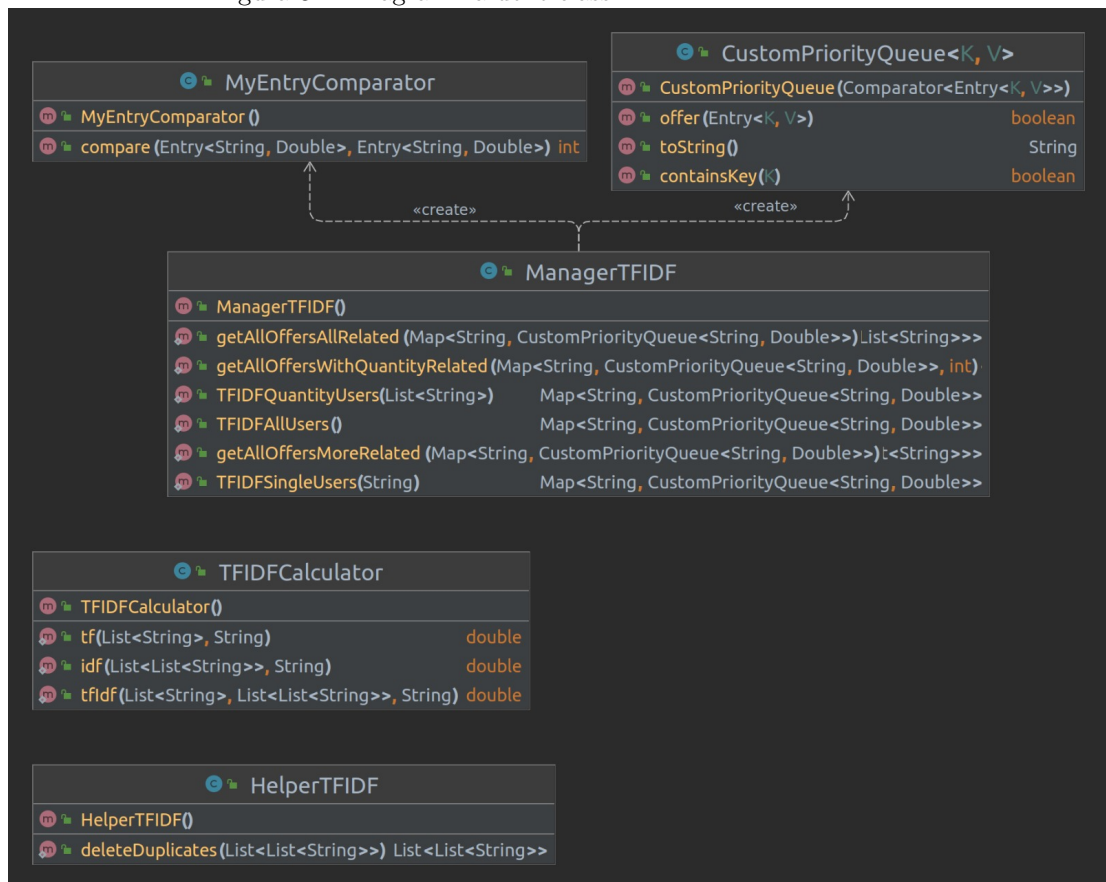 MyEntryComparator
MyEntryComparator()
compare(Entry<String, Double>, Entry<String, Double>) int
CustomPriorityQueue<K, V>
CustomPriorityQueue(Comparator<Entry<K, V>>)
offer(Entry<K, V>) boolean
toString() String
containsKey(K) boolean
«create»
«create»
ManagerTFIDF
ManagerTFIDF()
getAllOffersAllRelated(Map<String, CustomPriorityQueue<String, Double>>)List<String>>>
getAllOffersWithQuantityRelated(Map<String, CustomPriorityQueue<String, Double>>, int)
TFIDFQuantityUsers(List<String>) Map<String, CustomPriorityQueue<String, Double>>
TFIDFAllUsers() Map<String, CustomPriorityQueue<String, Double>>
getAllOffersMoreRelated(Map<String, CustomPriorityQueue<String, Double>>)t<String>>>
TFIDFSingleUsers(String) Map<String, CustomPriorityQueue<String, Double>>
TFIDFCalculator
TFIDFCalculator()
tf(List<String>, String) double
idf(List<List<String>>, String) double
tfIdf(List<String>, List<List<String>>, String) double
HelperTFIDF
HelperTFIDF()
deleteDuplicates(List<List<String>>) List<List<String>>